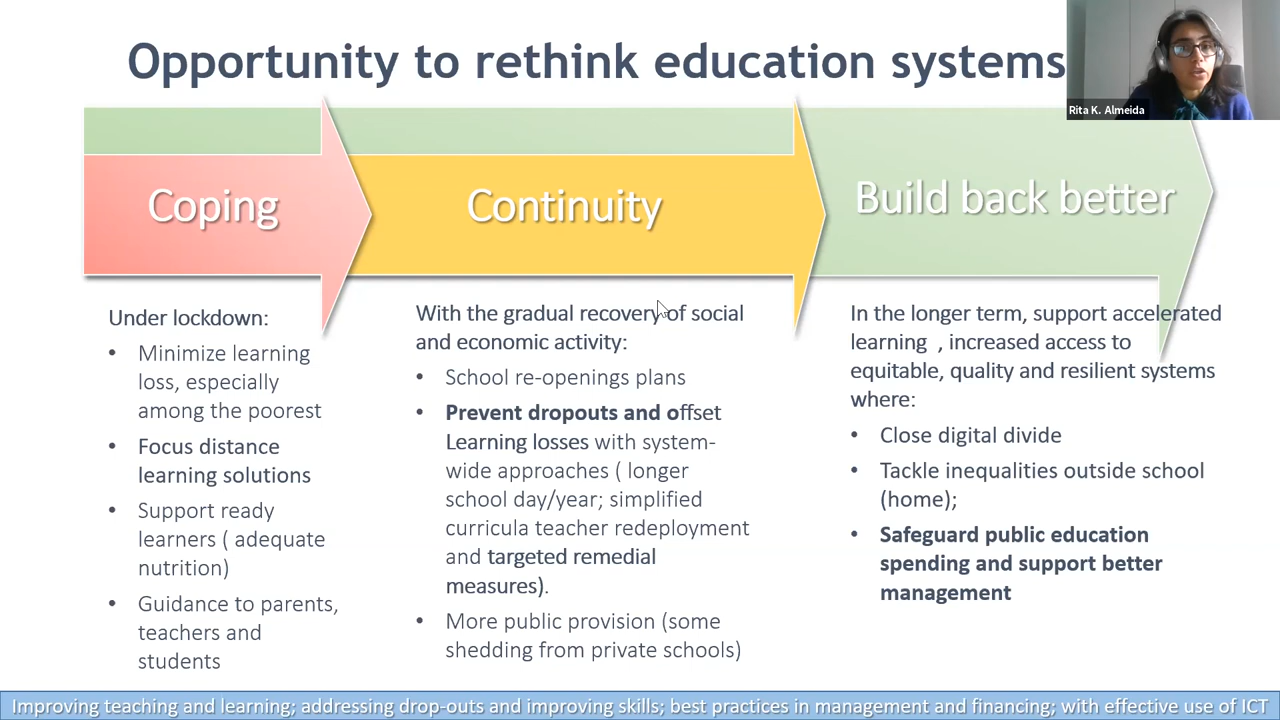 Opportunity to rethink education systems
Rita K. Almeida
Coping
Continuity
Build back better
Under lockdown:
• Minimize learning
loss, especially
among the poorest
• Focus distance
learning solutions
• Support ready
learners ( adequate
nutrition)
• Guidance to parents,
teachers and
students
With the gradual recovery of social
and economic activity:
• School re-openings plans
• Prevent dropouts and offset
Learning losses with system-
wide approaches ( longer
school day/year; simplified
curricula teacher redeployment
and targeted remedial
measures).
• More public provision (some
shedding from private schools)
In the longer term, support accelerated
learning , increased access to
equitable, quality and resilient systems
where:
• Close digital divide
• Tackle inequalities outside school
(home);
• Safeguard public education
spending and support better
management
Improving teaching and learning; addressing drop-outs and improving skills; best practices in management and financing; with effective use of ICT